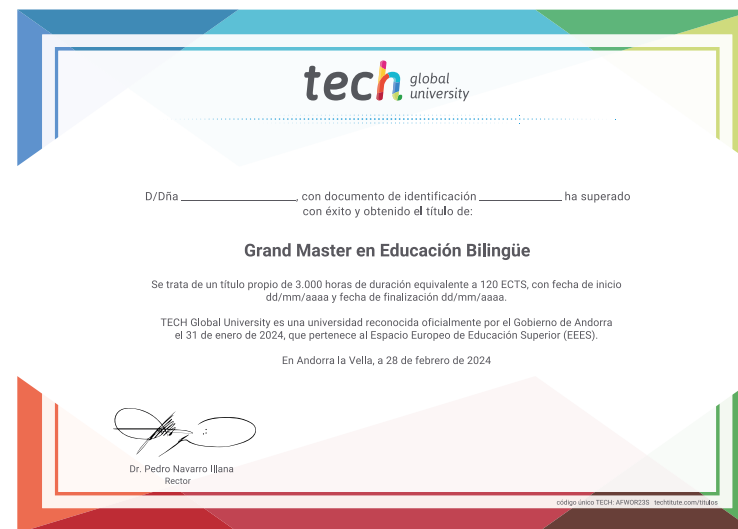 tech global university
D/Dña ____________________, con documento de identificación ______________ ha superado
con éxito y obtenido el título de:
Grand Master en Educación Bilingüe
Se trata de un título propio de 3.000 horas de duración equivalente a 120 ECTS, con fecha de inicio
dd/mm/aaaa y fecha de finalización dd/mm/aaaa.
TECH Global University es una universidad reconocida oficialmente por el Gobierno de Andorra
el 31 de enero de 2024, que pertenece al Espacio Europeo de Educación Superior (EEES).
En Andorra la Vella, a 28 de febrero de 2024
Dr. Pedro Navarro Illana
Rector
código único TECH: AFWOR23S techtitute.com/titulos